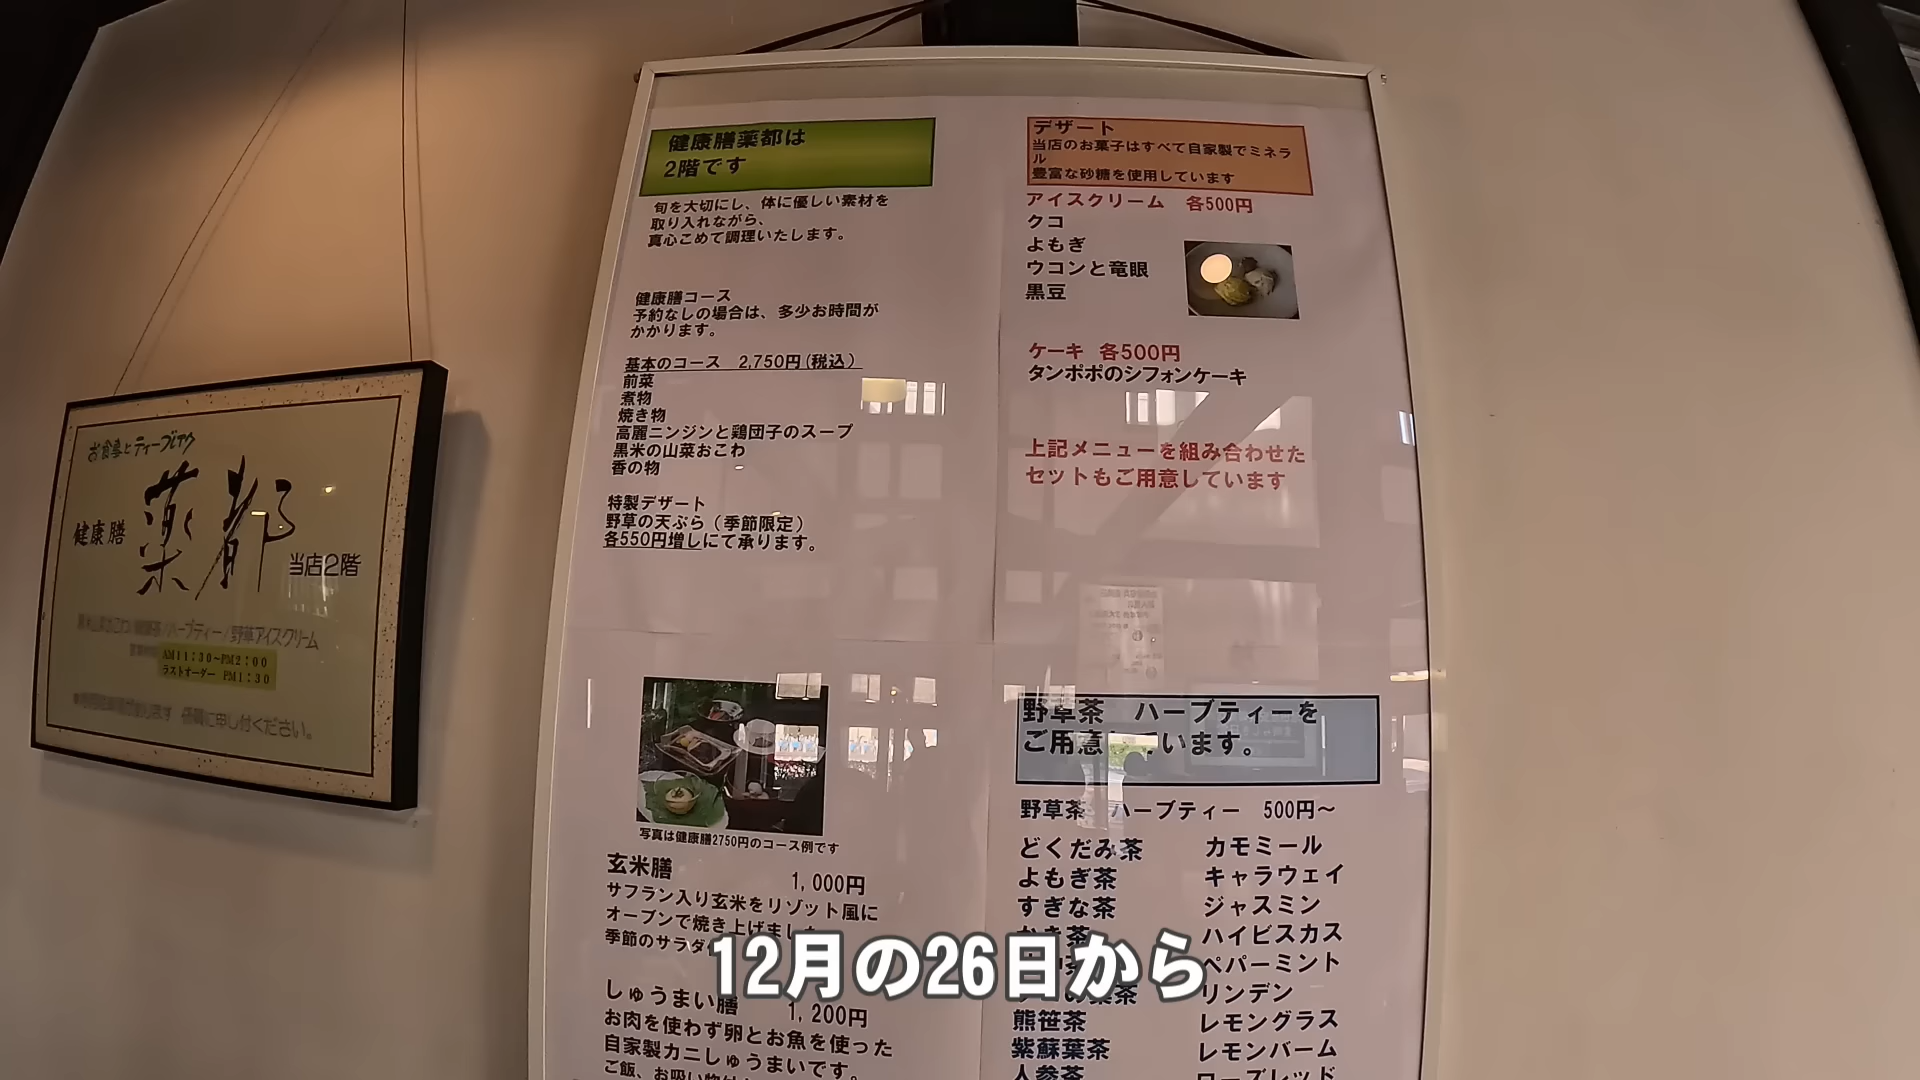 お食事とティーブレイク
健康膳
薬都
当店2階
AM11:30～PM2:00
ラストオーダー PM1:30
健康膳薬都は
2階です
旬を大切にし、体に優しい素材を
取り入れながら、
真心こめて調理いたします。
健康膳コース
予約なしの場合は、多少お時間が
かかります。
基本のコース 2,750円(税込)
前菜
煮物
焼き物
高麗ニンジンと鶏団子のスープ
黒米の山菜おこわ
香の物
特製デザート
野草の天ぷら（季節限定）
各550円増しにて承ります。
写真は健康膳2750円のコース例です
玄米膳
1,000円
サフラン入り玄米をリゾット風に
オーブンで焼き上げました
季節のサラダ
しゅうまい膳
1,200円
お肉を使わず卵とお魚を使った
自家製カニしゅうまいです。
ご飯、お吸い物
デザート
当店のお菓子はすべて自家製でミネラ
ル
豊富な砂糖を使用しています
アイスクリーム 各500円
クコ
よもぎ
ウコンと竜眼
黒豆
ケーキ 各500円
タンポポのシフォンケーキ
上記メニューを組み合わせた
セットもご用意しています
野草茶 ハーブティーを
ご用意しています。
野草茶 ハーブティー 500円～
どくだみ茶 カモミール
よもぎ茶 キャラウェイ
すぎな茶 ジャスミン
ハイビスカス
ペパーミント
リンデン
熊笹茶 レモングラス
紫蘇葉茶 レモンバーム
人参茶 ローズレッド
12月の26日から